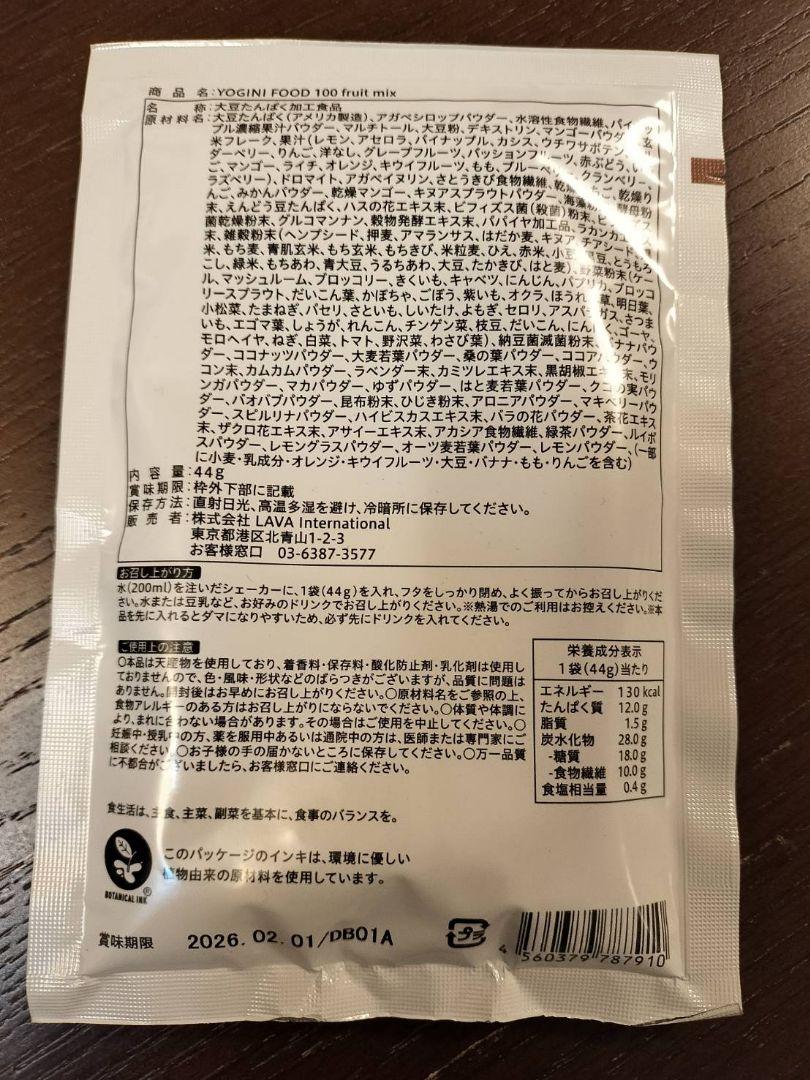 商品名:YOGINI FOOD 100 fruit mix
名称:大豆たんぱく加工食品
原材料名:大豆たんぱく(アメリカ製造)、アガベシロップパウダー、水溶性食物繊維、パイナッ
プル濃縮果汁パウダー、マルチトール、大豆粉、デキストリン、マンゴーパウダ
米フレーク、果汁(レモン、アセロラ、パイナップル、カシス、ウチワサボテン、
ダーベリー、りんご、洋なし、グレープフルーツ、パッションフルーツ、赤ぶどう、
ご、マンゴー、ライチ、オレンジ、キウイフルーツ、もも、ブルーベ、クランベリー、
ラズベリー)、ドロマイト、アガベイヌリン、さとうきび食物繊維、乾燥 ご、乾燥り
んご、みかんパウダー、乾燥マンゴー、キヌアスプラウトパウダー、海藻 酵母粉
末、えんどう豆たんぱく、ハスの花エキス末、ビフィズス菌(殺菌)粉末、
菌乾燥粉末、グルコマンナン、穀物発酵エキス末、パパイヤ加工品、ラカンカエ
末、雑穀粉末(ヘンプシード、押麦、アマランサス、はだか麦、キヌア、チアシード、
米、もち麦、青肌玄米、もち玄米、もちきび、米粒麦、ひえ、赤米、小豆、黒豆、とうもろ
こし、緑米、もちあわ、青大豆、うるちあわ、大豆、たかきび、はと麦)、野菜粉末(ケー
ル、マッシュルーム、ブロッコリー、きくいも、キャベツ、にんじん、パプリカ、ブロッコ
リースプラウト、だいこん葉、かぼちゃ、ごぼう、紫いも、オクラ、ほうれ 草、明日葉、
小松菜、たまねぎ、パセリ、さといも、しいたけ、よもぎ、セロリ、アスパラガス、さつま
いも、エゴマ葉、しょうが、れんこん、チンゲン菜、枝豆、だいこん、にんにく、ゴーヤ、
モロヘイヤ、ねぎ、白菜、トマト、野沢菜、わさび葉)、納豆菌滅菌粉末、バナナパウ
ダー、ココナッツパウダー、大麦若葉パウダー、桑の葉パウダー、ココアパウダー、ウ
コン末、カムカムパウダー、ラベンダー末、カミツレエキス末、黒胡椒エキス末、モリ
ンガパウダー、マカパウダー、ゆずパウダー、はと麦若葉パウダー、クコの実パウ
ダー、バオバブパウダー、昆布粉末、ひじき粉末、アロニアパウダー、マキベリーパウ
ダー、スピルリナパウダー、ハイビスカスエキス末、バラの花パウダー、茶花エキス
末、ザクロ花エキス末、アサイーエキス末、アカシア食物繊維、緑茶パウダー、ルイボ
スパウダー、レモングラスパウダー、オーツ麦若葉パウダー、レモンパウダー、(一部
に小麦・乳成分・オレンジ・キウイフルーツ・大豆・バナナ・もも・りんごを含む)
内容量:44g
賞味期限:枠外下部に記載
保存方法:直射日光、高温多湿を避け、冷暗所に保存してください。
販売者:株式会社 LAVA International
東京都港区北青山1-2-3
お客様窓口 03-6387-3577
お召し上がり方
水(200ml)を注いだシェーカーに、1袋(44g)を入れ、フタをしっかり閉め、よく振ってからお召し上がりくだ
さい。水または豆乳など、お好みのドリンクでお召し上がりください。※熱湯でのご利用はお控えください。※本
品を先に入れるとダマになりやすいため、必ず先にドリンクを入れてください。
ご使用上の注意
○本品は天産物を使用しており、着香料・保存料・酸化防止剤・乳化剤は使用し
ておりませんので、色・風味・形状などのばらつきがございますが、品質に問題は
ありません。開封後はお早めにお召し上がりください。○原材料名をご参照の上、
食物アレルギーのある方はお召し上がりにならないでください。○体質や体調に
より、まれに合わない場合があります。その場合はご使用を中止してください。○
妊娠中・授乳中の方、薬を服用中あるいは通院中の方は、医師または専門家にご
相談ください。○お子様の手の届かないところに保存してください。○万一品質
に不都合がございましたら、お客様窓口にご連絡ください。
栄養成分表示
1袋(44g)当たり
エネルギー 130kcal
たんぱく質 12.0g
脂質 1.5g
炭水化物 28.0g
-糖質 18.0g
-食物繊維 10.0g
食塩相当量 0.4g
食生活は、主食、主菜、副菜を基本に、食事のバランスを。
このパッケージのインキは、環境に優しい
植物由来の原材料を使用しています。
BOTANICAL INK®
賞味期限 2026.02.01/DB01A
プラ
4 560379 787910